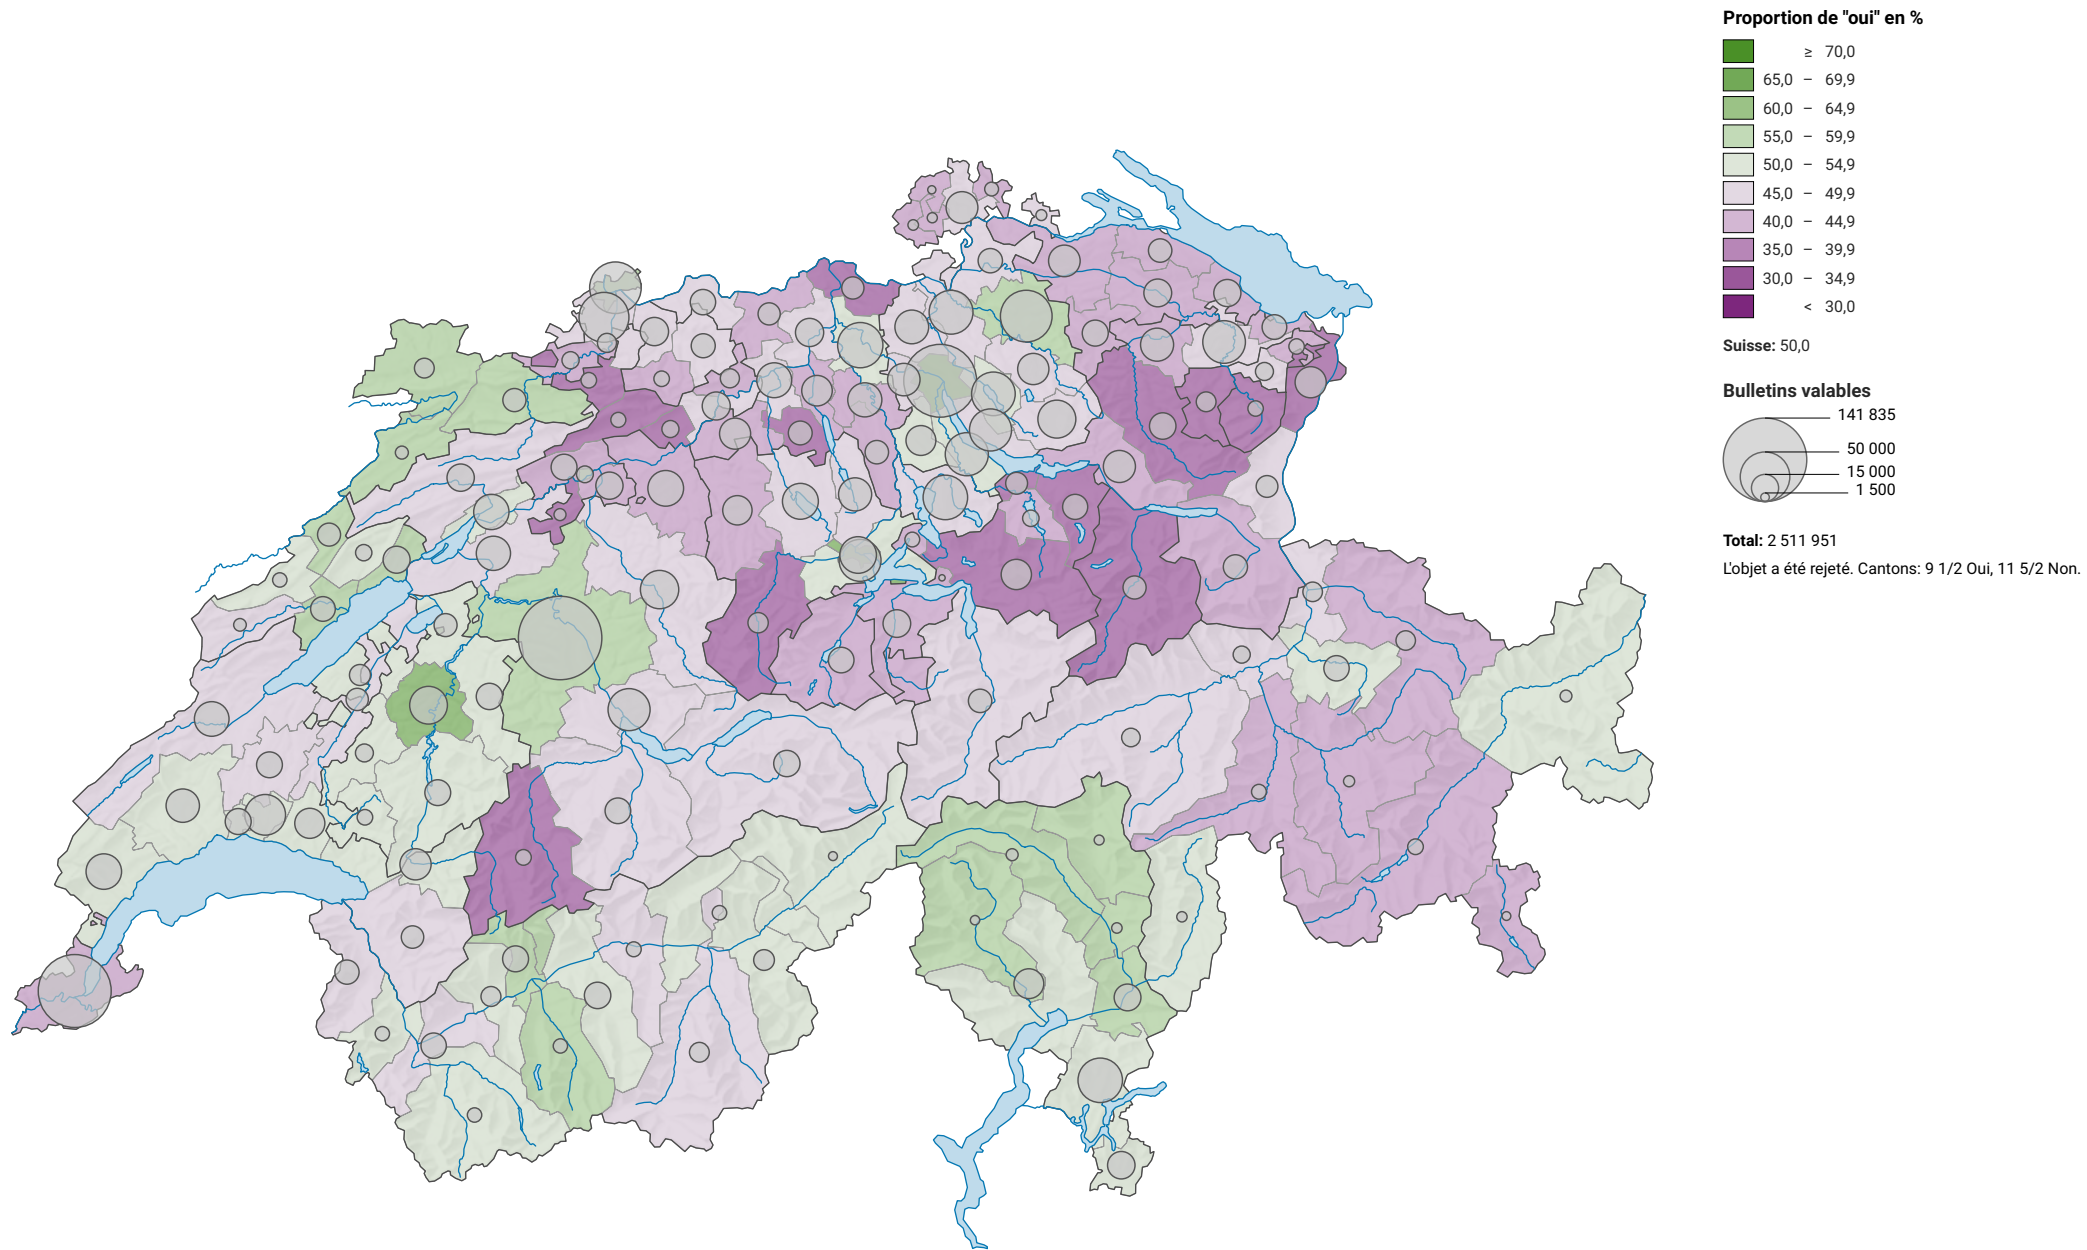 Proportion de "oui" en %
≥ 70,0
65,0 – 69,9
60,0 – 64,9
55,0 – 59,9
50,0 – 54,9
45,0 – 49,9
40,0 – 44,9
35,0 – 39,9
30,0 – 34,9
< 30,0
Suisse: 50,0
Bulletins valables
141 835
50 000
15 000
1 500
Total: 2 511 951
L'objet a été rejeté. Cantons: 9 1/2 Oui, 11 5/2 Non.